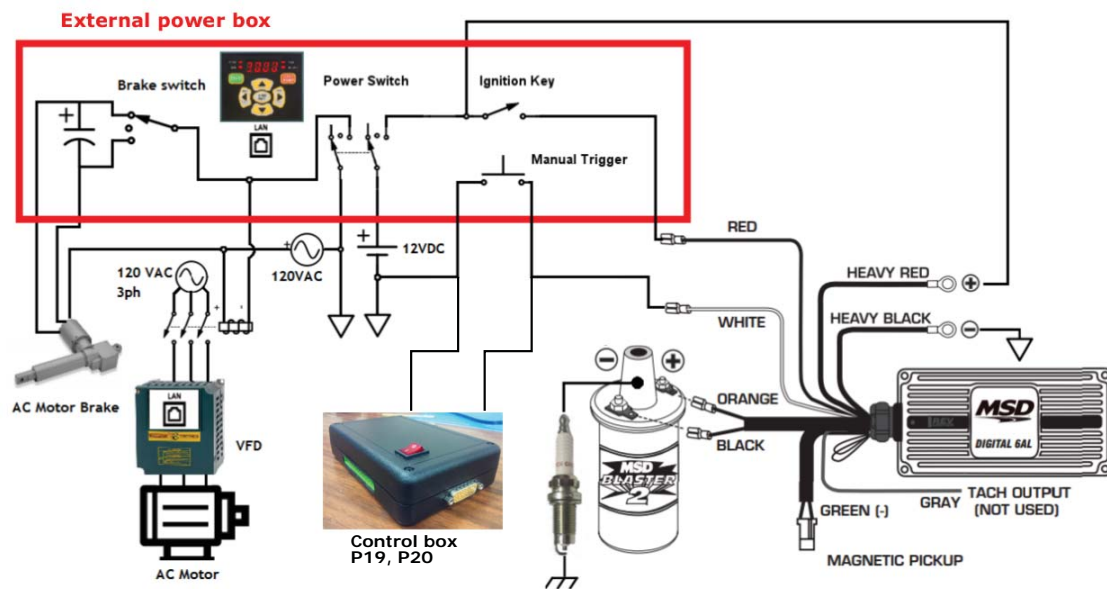 External power box
Brake switch
Power Switch
Ignition Key
LAN
Manual Trigger
+
12VDC
+
120VAC
120 VAC
3ph
RED
HEAVY RED
+
WHITE
HEAVY BLACK
−
AC Motor Brake
LAN
VFD
− +
ORANGE
BLACK
MSD
DIGITAL 6AL
MSD
BLASTER
2
GREEN (-)
GRAY
TACH OUTPUT
(NOT USED)
MAGNETIC PICKUP
Control box
P19, P20
AC Motor